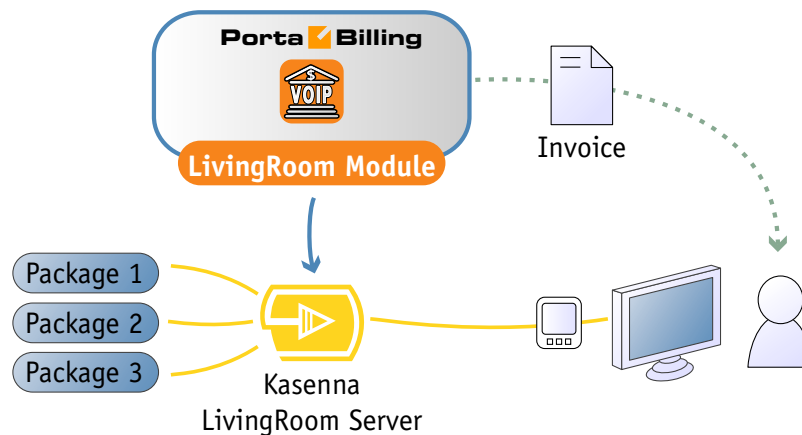 Porta Billing
$
VOIP
LivingRoom Module
Invoice
Package 1
Package 2
Package 3
Kasenna
LivingRoom Server